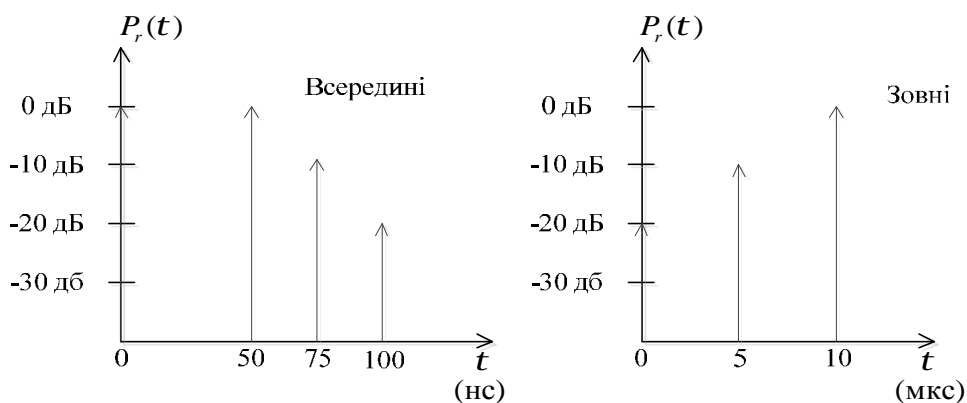 P_r(t)
Всередині
0 дБ
-10 дБ
-20 дБ
-30 дб
0 50 75 100 t
(нс)
P_r(t)
Зовні
0 дБ
-10 дБ
-20 дБ
-30 дб
0 5 10 t
(мкс)